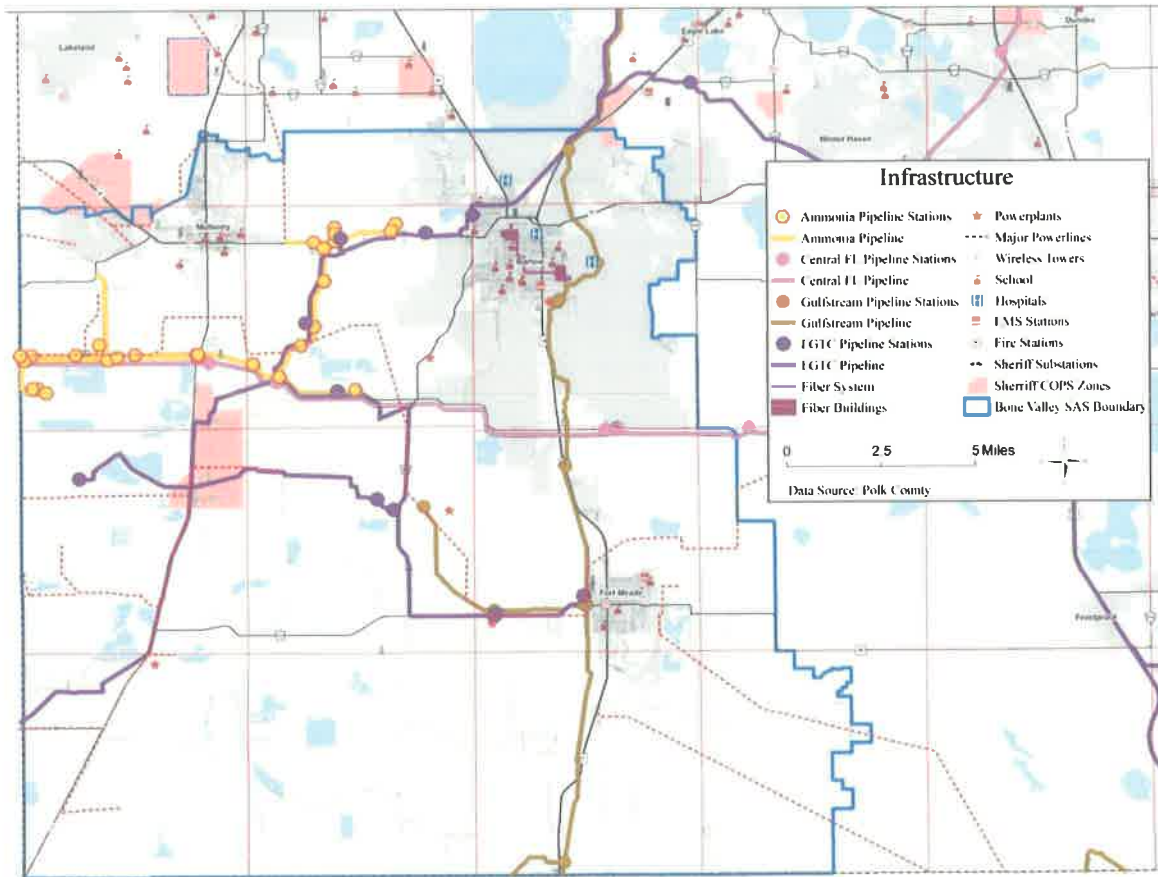 Lakeland
Eagle Lake
Dundee
Winter Haven
Mulberry
Infrastructure
Ammonia Pipeline Stations
Ammonia Pipeline
Central FL Pipeline Stations
Central FL Pipeline
Gulfstream Pipeline Stations
Gulfstream Pipeline
FGTC Pipeline Stations
FGTC Pipeline
Fiber System
Fiber Buildings
Powerplants
Major Powerlines
Wireless Towers
School
Hospitals
EMS Stations
Fire Stations
Sheriff Substations
Sherriff COPS Zones
Bone Valley SAS Boundary
0 2.5 5 Miles
Data Source: Polk County
Fort Meade
Frostproof